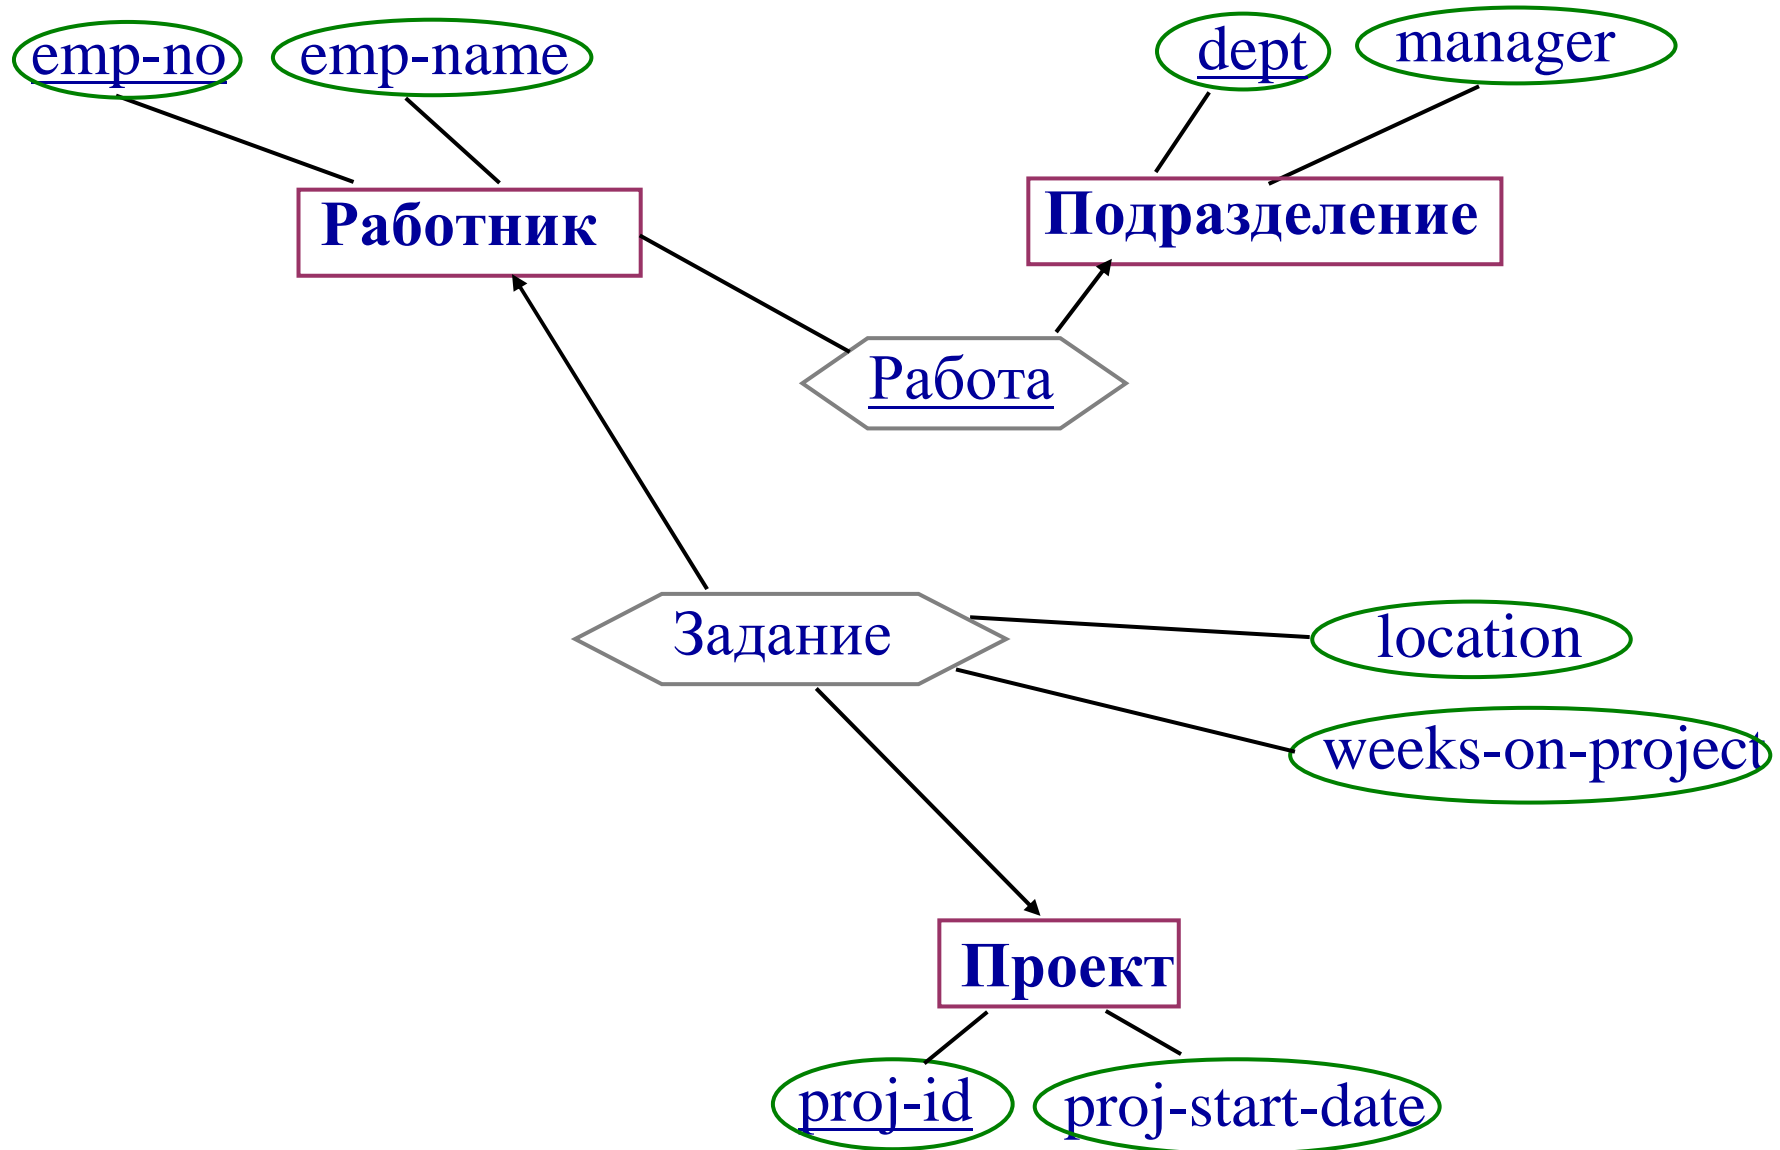 emp-no
emp-name
dept
manager
Работник
Подразделение
Работа
Задание
location
weeks-on-project
Проект
proj-id
proj-start-date